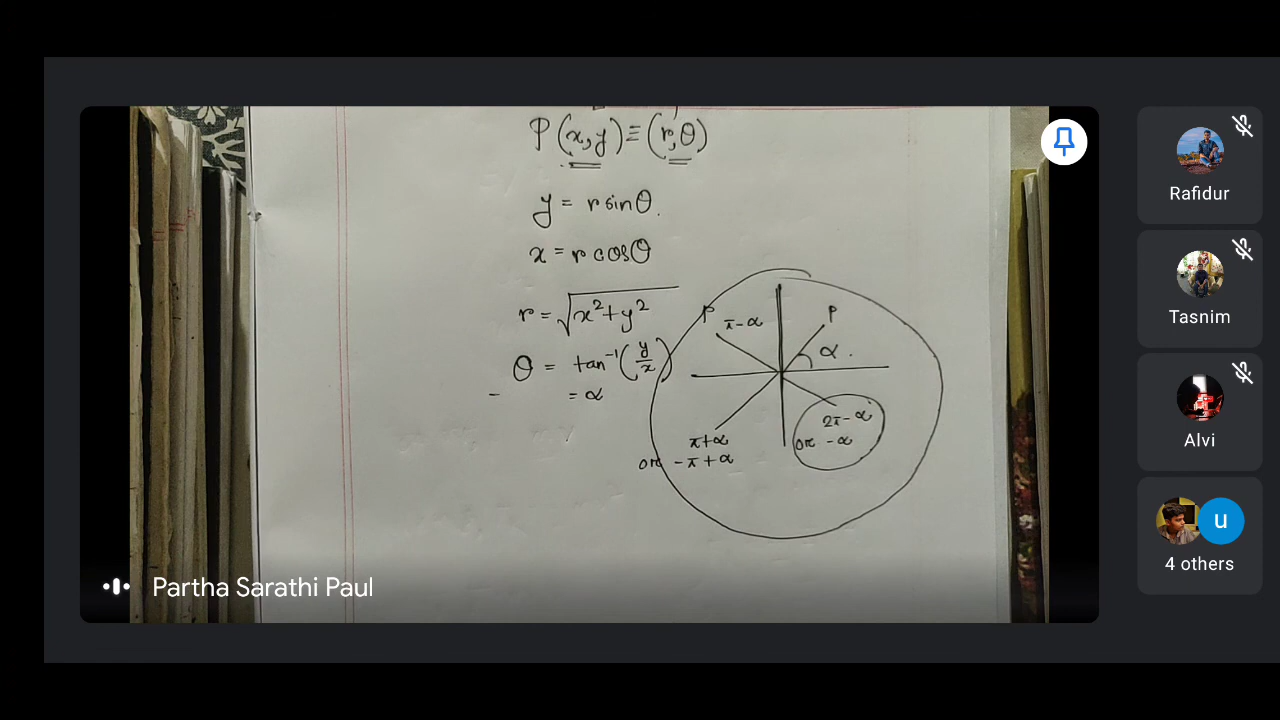 P(x,y) ≡ (r,θ)
y = r sinθ.
x = r cosθ
r = √x²+y²
θ = tan⁻¹(y/x)
- = α
P
π-α
P
α.
π+α
or -π+α
2π-α
or -α
Partha Sarathi Paul
Rafidur
Tasnim
Alvi
u
4 others